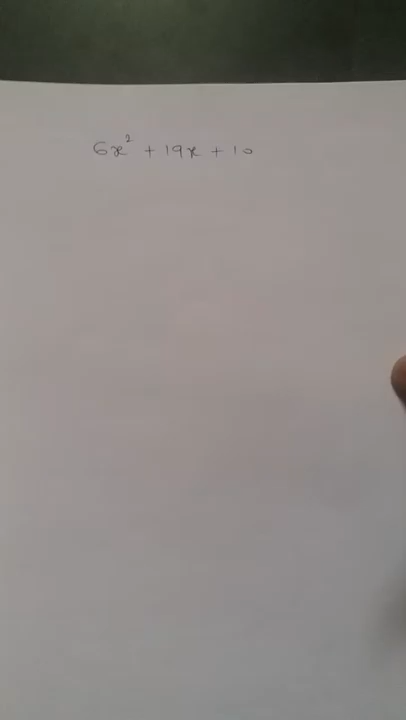 6x² + 19x + 10